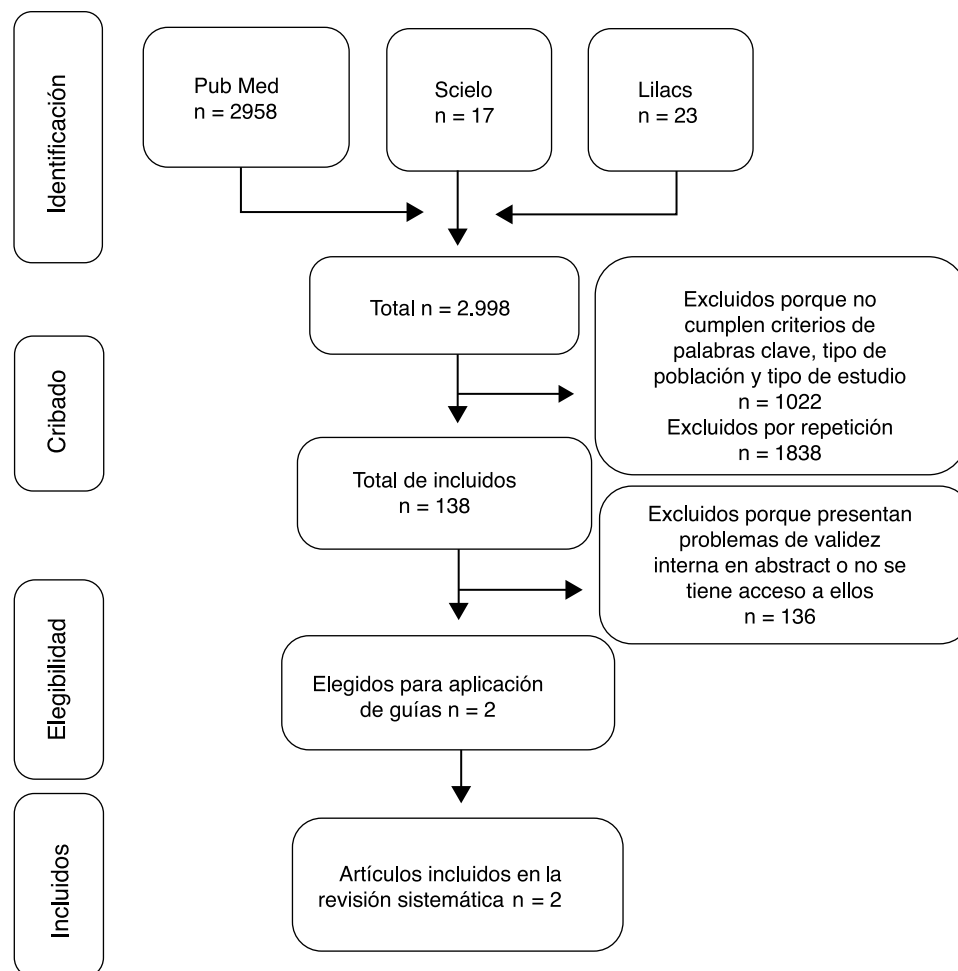 Identificación
Pub Med
n = 2958
Scielo
n = 17
Lilacs
n = 23
Total n = 2.998
Excluidos porque no
cumplen criterios de
palabras clave, tipo de
población y tipo de estudio
n = 1022
Excluidos por repetición
n = 1838
Cribado
Total de incluidos
n = 138
Excluidos porque presentan
problemas de validez
interna en abstract o no se
tiene acceso a ellos
n = 136
Elegibilidad
Elegidos para aplicación
de guías n = 2
Incluidos
Artículos incluidos en la
revisión sistemática n = 2